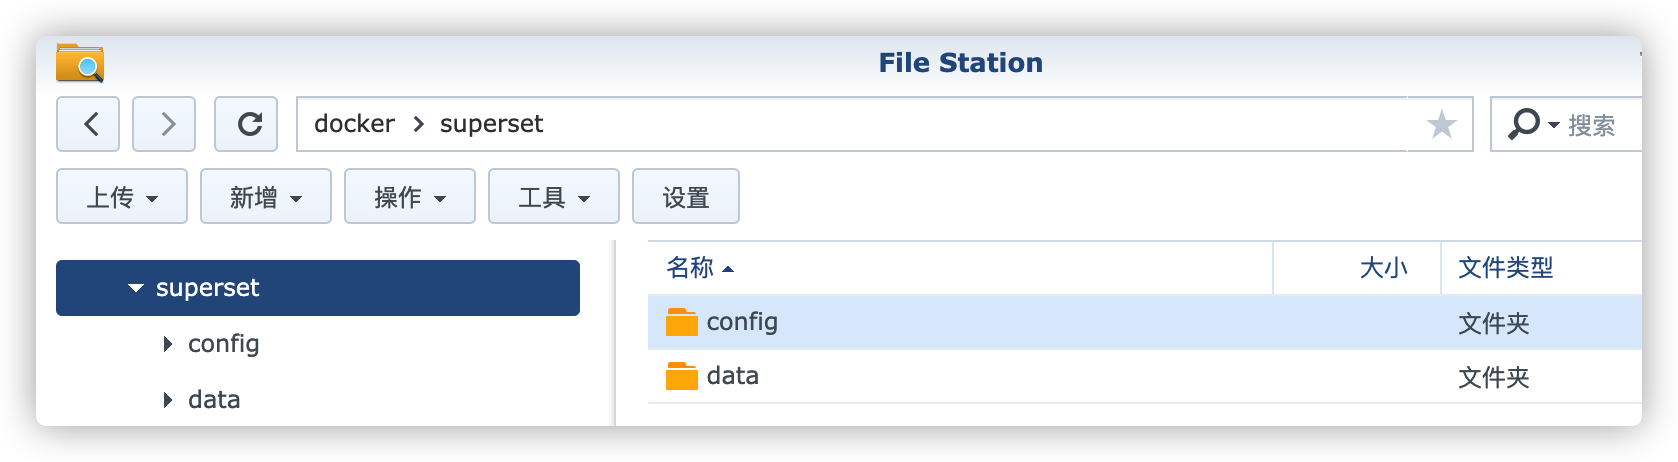 File Station
docker > superset
搜索
上传 新增 操作 工具 设置
superset
config
data
名称 大小 文件类型
config 文件夹
data 文件夹